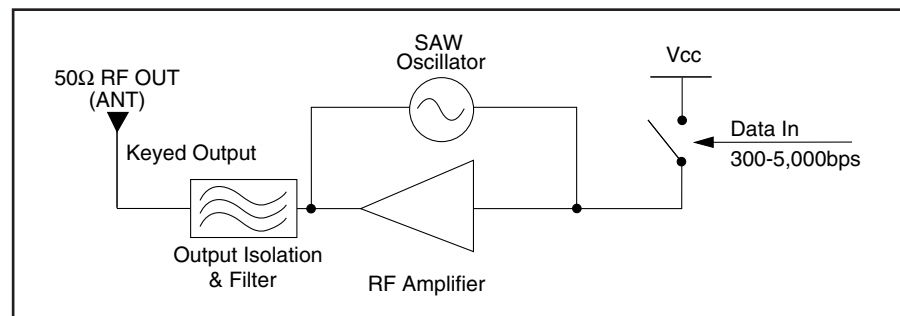 SAW
Oscillator
Vcc
50Ω RF OUT
(ANT)
Data In
300-5,000bps
Keyed Output
Output Isolation
& Filter
RF Amplifier